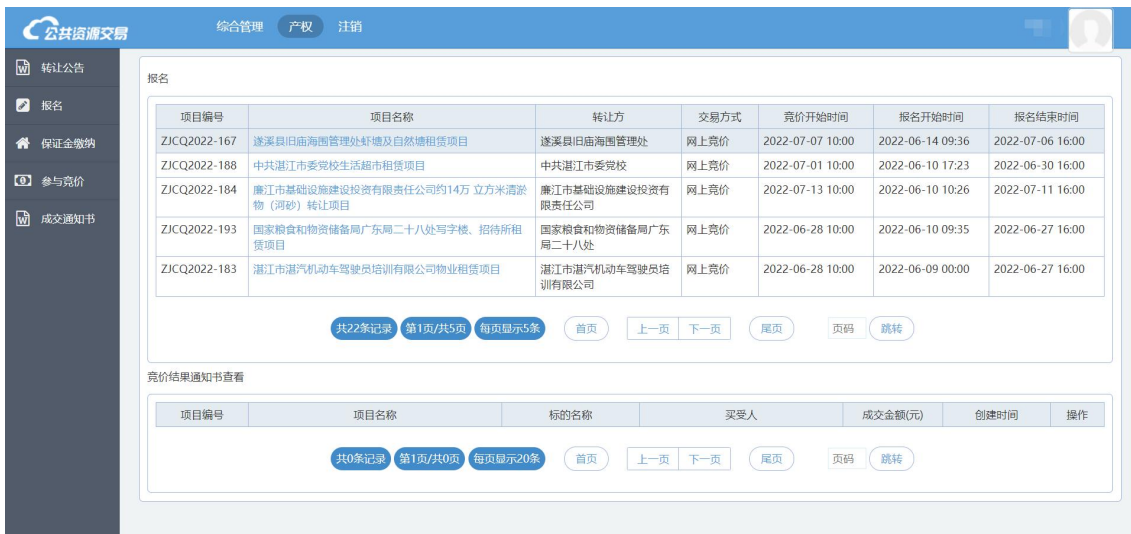 公共资源交易
综合管理 产权 注销
转让公告
报名
保证金缴纳
参与竞价
成交通知书
报名
项目编号 项目名称 转让方 交易方式 竞价开始时间 报名开始时间 报名结束时间
ZJCQ2022-167 遂溪县旧庙海围管理处虾塘及自然塘租赁项目 遂溪县旧庙海围管理处 网上竞价 2022-07-07 10:00 2022-06-14 09:36 2022-07-06 16:00
ZJCQ2022-188 中共湛江市委党校生活超市租赁项目 中共湛江市委党校 网上竞价 2022-07-01 10:00 2022-06-10 17:23 2022-06-30 16:00
ZJCQ2022-184 廉江市基础设施建设投资有限责任公司约14万 立方米清淤 廉江市基础设施建设投资有 网上竞价 2022-07-13 10:00 2022-06-10 10:26 2022-07-11 16:00
物（河砂）转让项目 限责任公司
ZJCQ2022-193 国家粮食和物资储备局广东局二十八处写字楼、招待所租 国家粮食和物资储备局广东 网上竞价 2022-06-28 10:00 2022-06-10 09:35 2022-06-27 16:00
赁项目 局二十八处
ZJCQ2022-183 湛江市湛汽机动车驾驶员培训有限公司物业租赁项目 湛江市湛汽机动车驾驶员培 网上竞价 2022-06-28 10:00 2022-06-09 00:00 2022-06-27 16:00
训有限公司
共22条记录 第1页/共5页 每页显示5条 首页 上一页 下一页 尾页 页码 跳转
竞价结果通知书查看
项目编号 项目名称 标的名称 买受人 成交金额(元) 创建时间 操作
共0条记录 第1页/共0页 每页显示20条 首页 上一页 下一页 尾页 页码 跳转